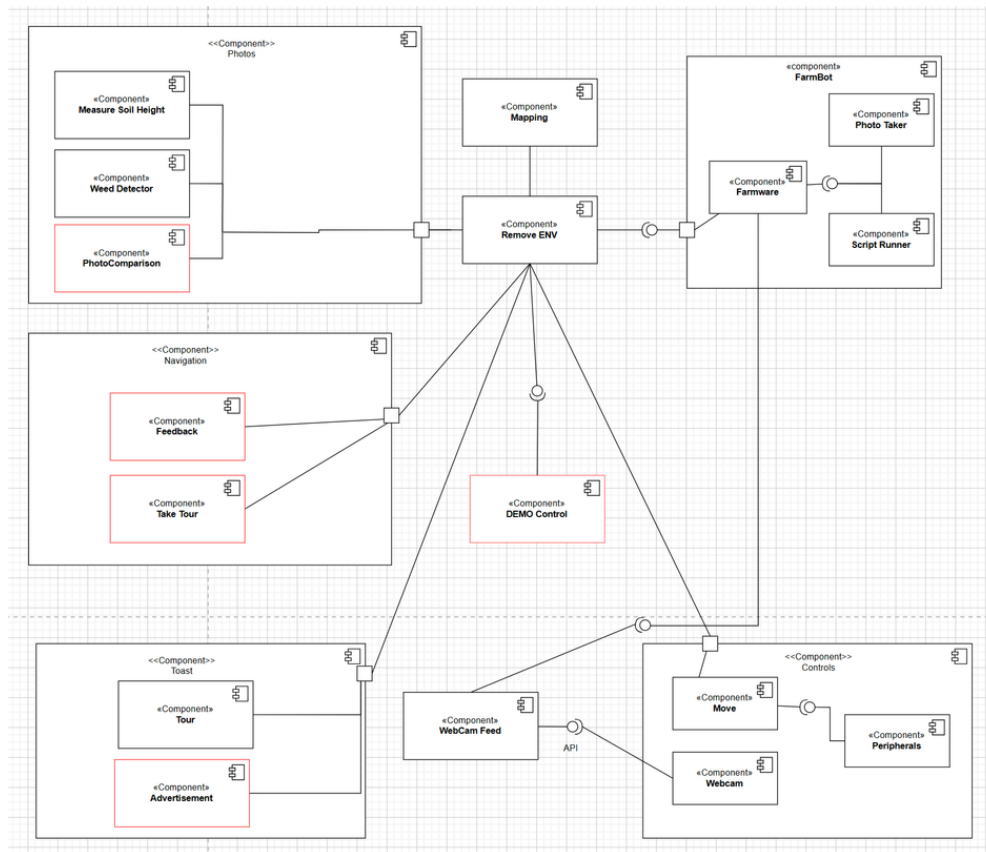 <<Component>>
Photos
«Component»
Measure Soil Height
«Component»
Weed Detector
«Component»
PhotoComparison
«Component»
Mapping
«Component»
Remove ENV
«component»
FarmBot
«Component»
Photo Taker
«Component»
Farmware
«Component»
Script Runner
<<Component>>
Navigation
«Component»
Feedback
«Component»
Take Tour
«Component»
DEMO Control
<<Component>>
Toast
«Component»
Tour
«Component»
Advertisement
«Component»
WebCam Feed
API
<<Component>>
Controls
«Component»
Move
«Component»
Peripherals
«Component»
Webcam